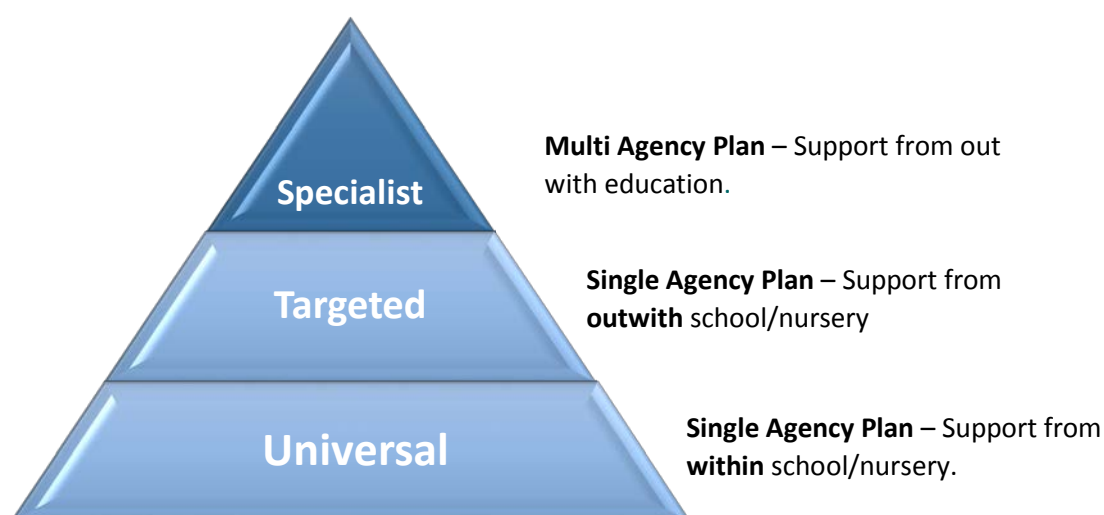 Multi Agency Plan – Support from out
with education.
Specialist
Single Agency Plan – Support from
outwith school/nursery
Targeted
Single Agency Plan – Support from
within school/nursery.
Universal